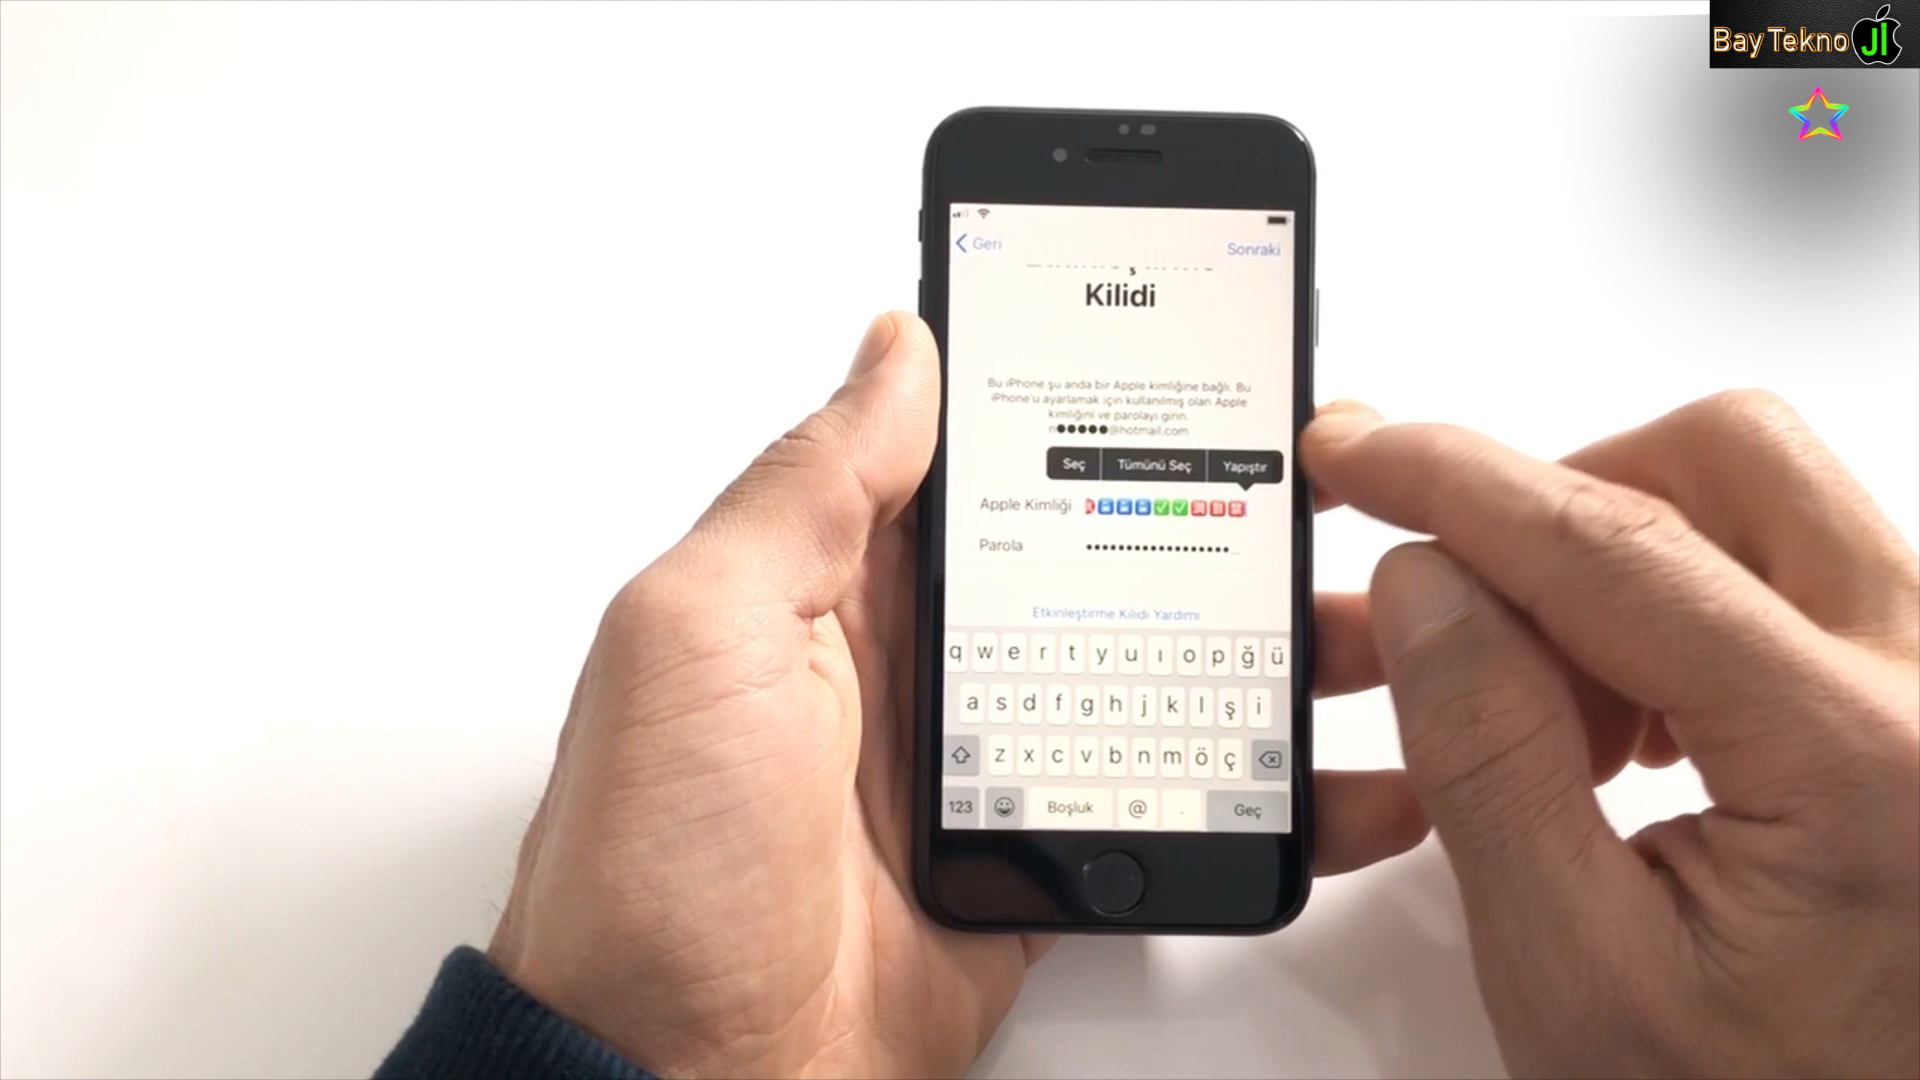 Bay Tekno
Geri
Sonraki
Kilidi
Bu iPhone şu anda bir Apple kimliğine bağlı. Bu
iPhone'u ayarlamak için kullanılmış olan Apple
kimliğini ve parolayı girin.
n●●●●●@hotmail.com
Seç Tümünü Seç Yapıştır
Apple Kimliği
Parola ••••••••••••••••••
Etkinleştirme Kilidi Yardımı
q w e r t y u ı o p ğ ü
a s d f g h j k l ş i
z x c v b n m ö ç
123 Boşluk @ . Geç